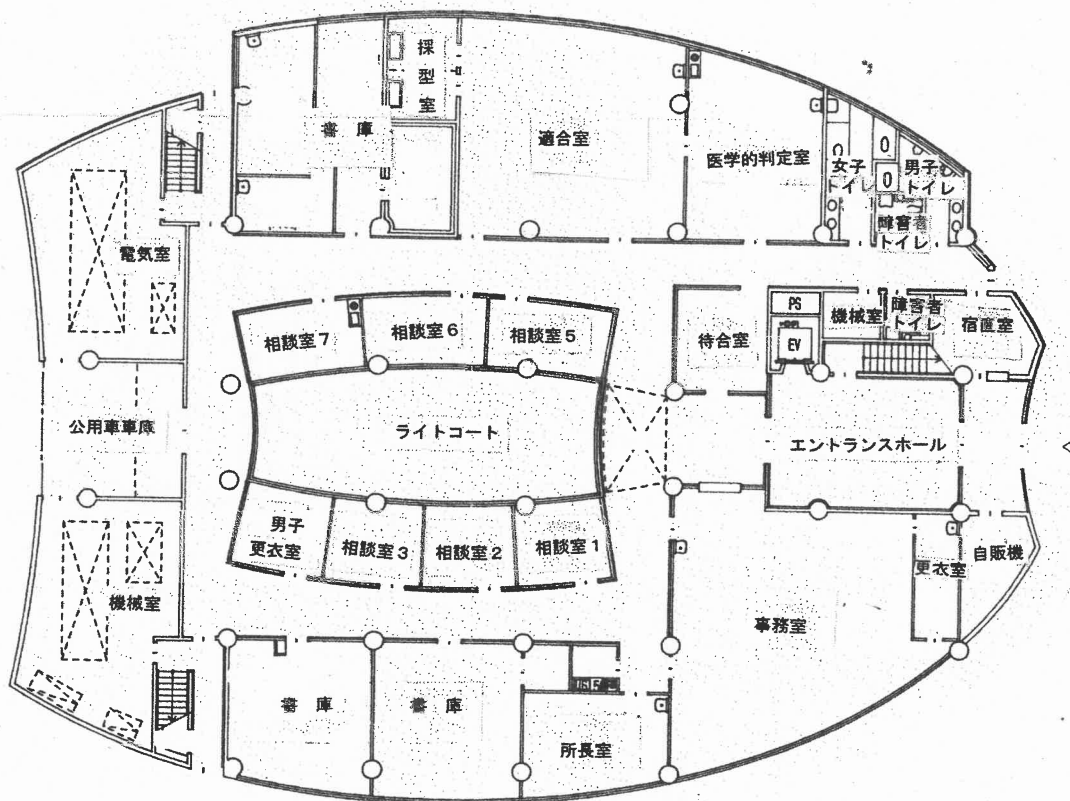 採
型
室
書 庫
適合室
医学的判定室
女子
トイレ
男子
トイレ
障害者
トイレ
電気室
相談室7
相談室6
相談室5
待合室
PS
EV
機械室
障害者
トイレ
宿直室
公用車車庫
ライトコート
エントランスホール
男子
更衣室
相談室3
相談室2
相談室1
更衣室
自販機
機械室
事務室
書 庫
書 庫
所長室